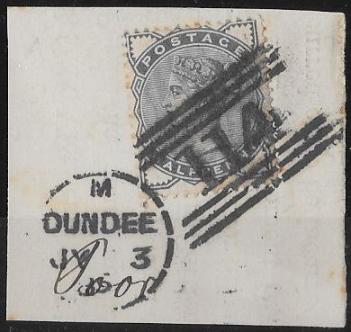 POSTAGE
HALFPENNY
114
M
DUNDEE
JY 3